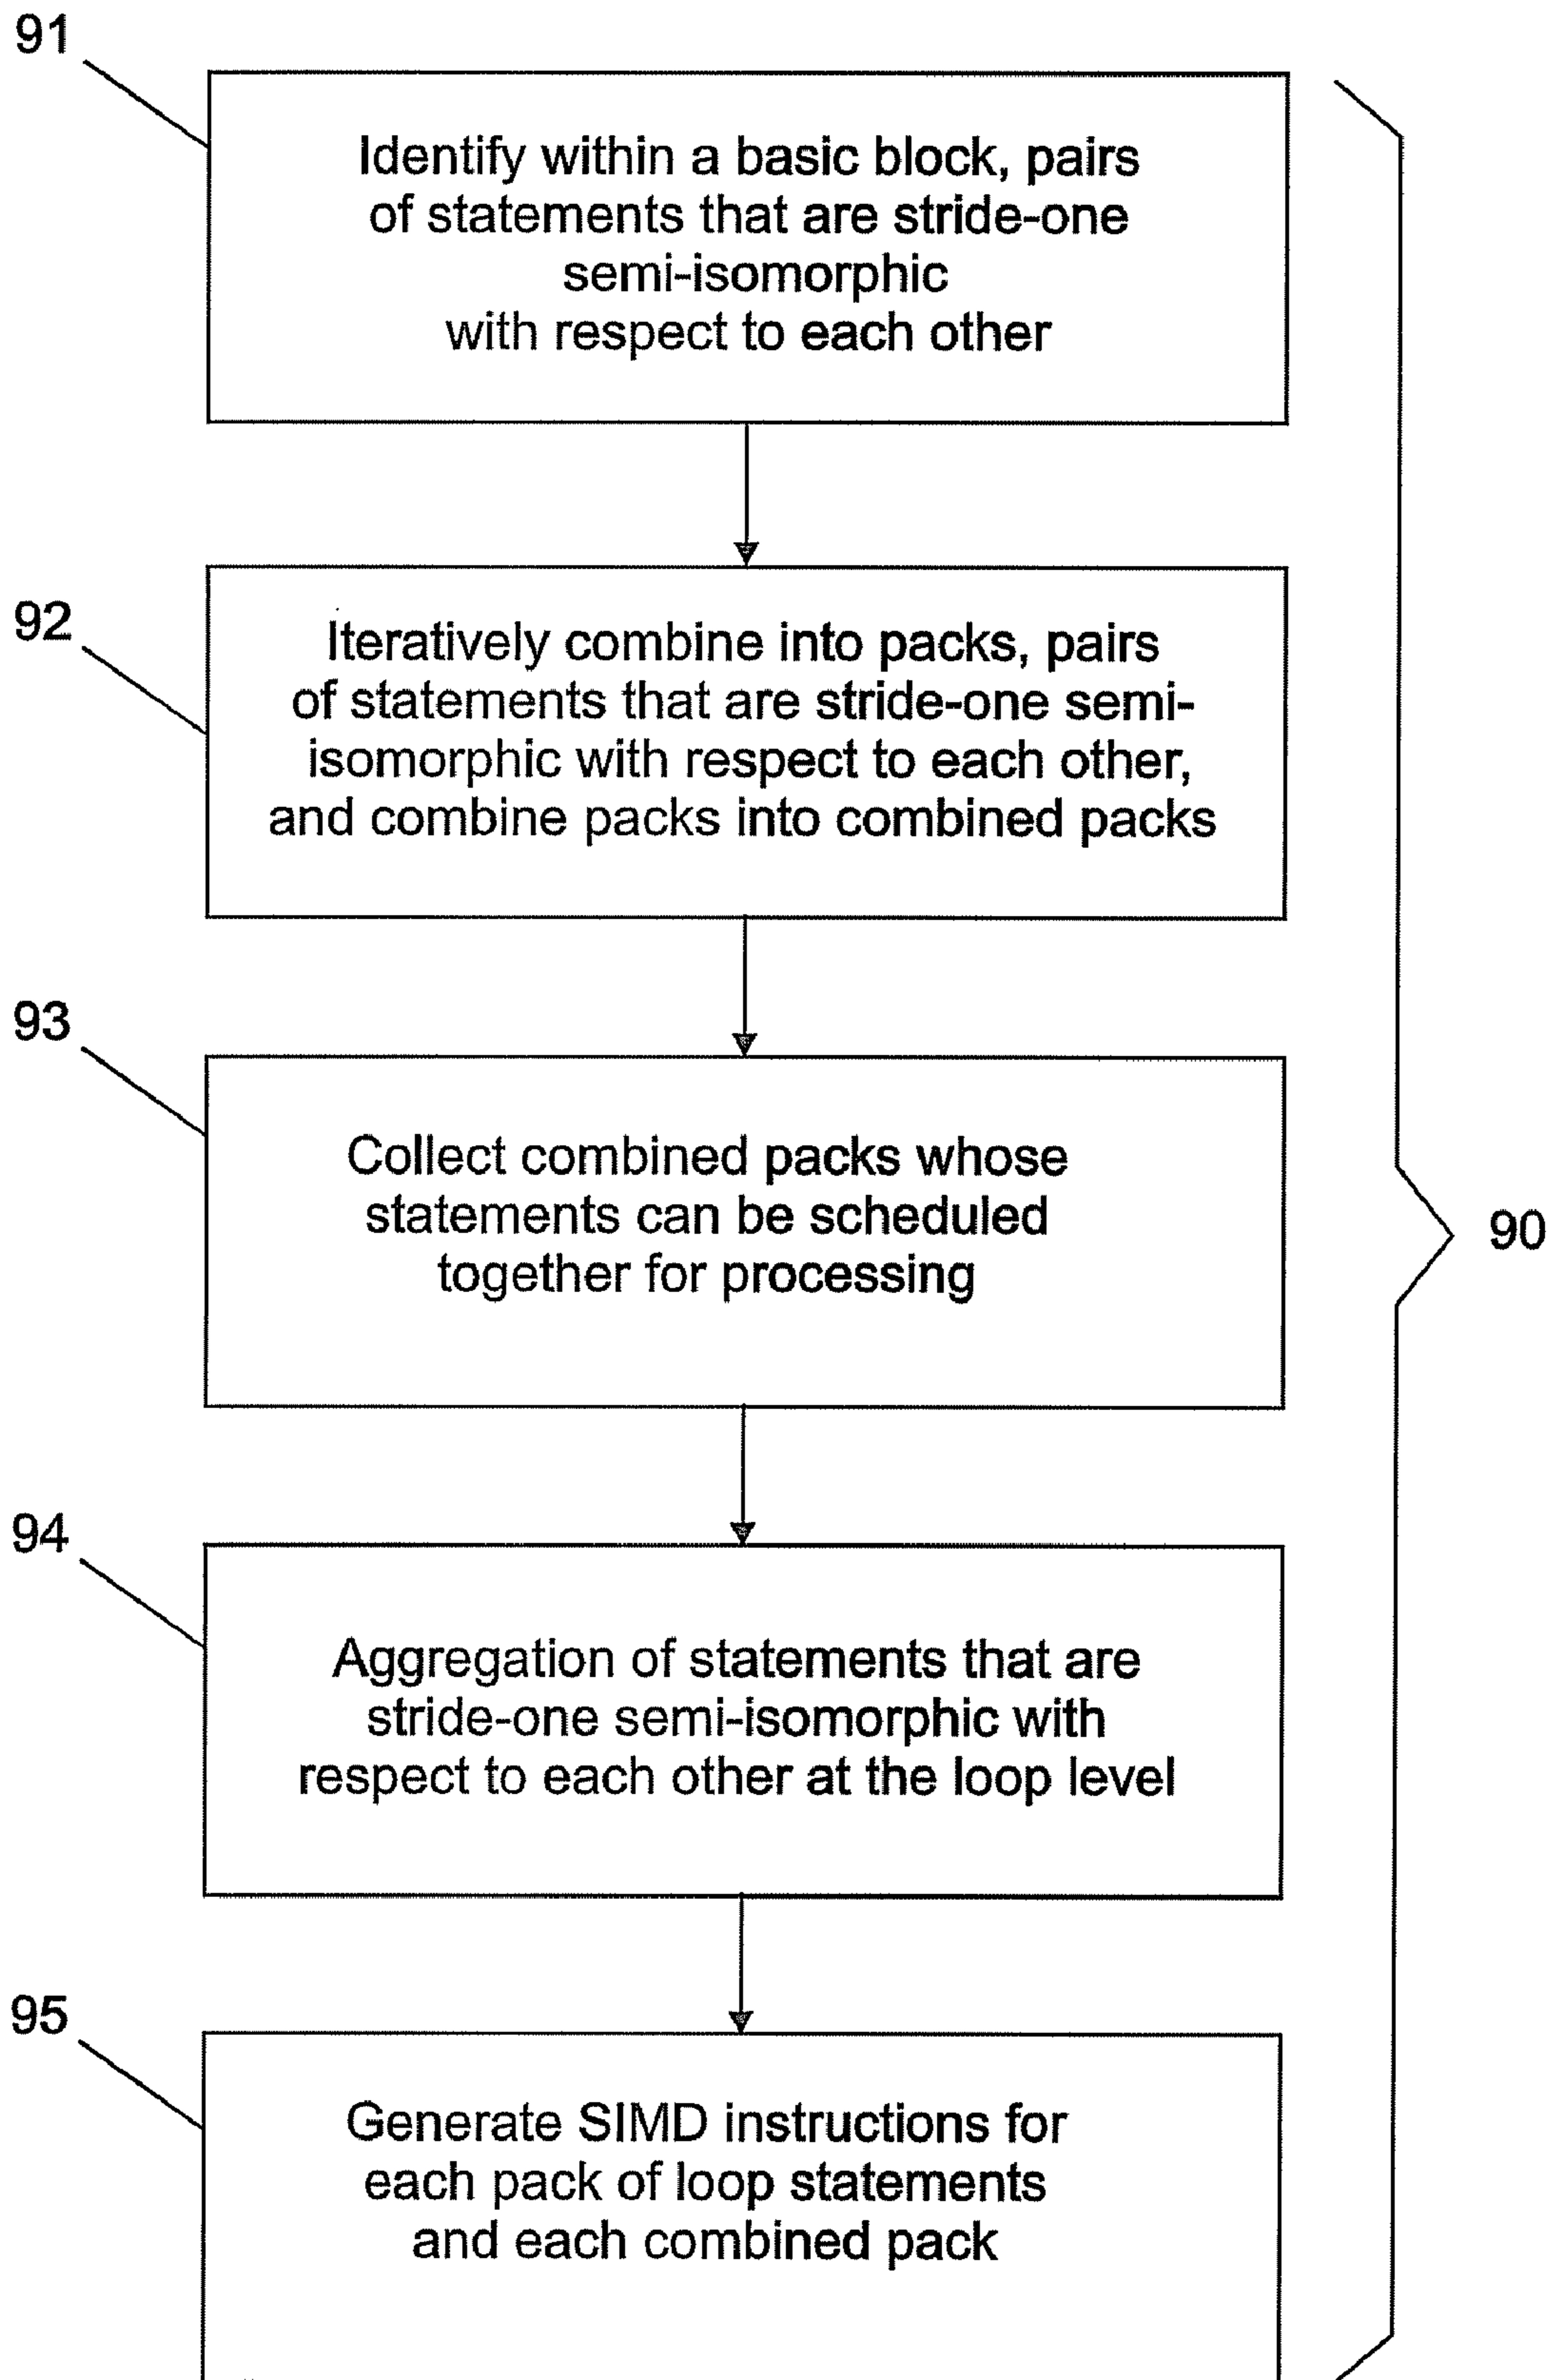 91
Identify within a basic block, pairs
of statements that are stride-one
semi-isomorphic
with respect to each other
92
Iteratively combine into packs, pairs
of statements that are stride-one semi-
isomorphic with respect to each other,
and combine packs into combined packs
93
Collect combined packs whose
statements can be scheduled
together for processing
90
94
Aggregation of statements that are
stride-one semi-isomorphic with
respect to each other at the loop level
95
Generate SIMD instructions for
each pack of loop statements
and each combined pack